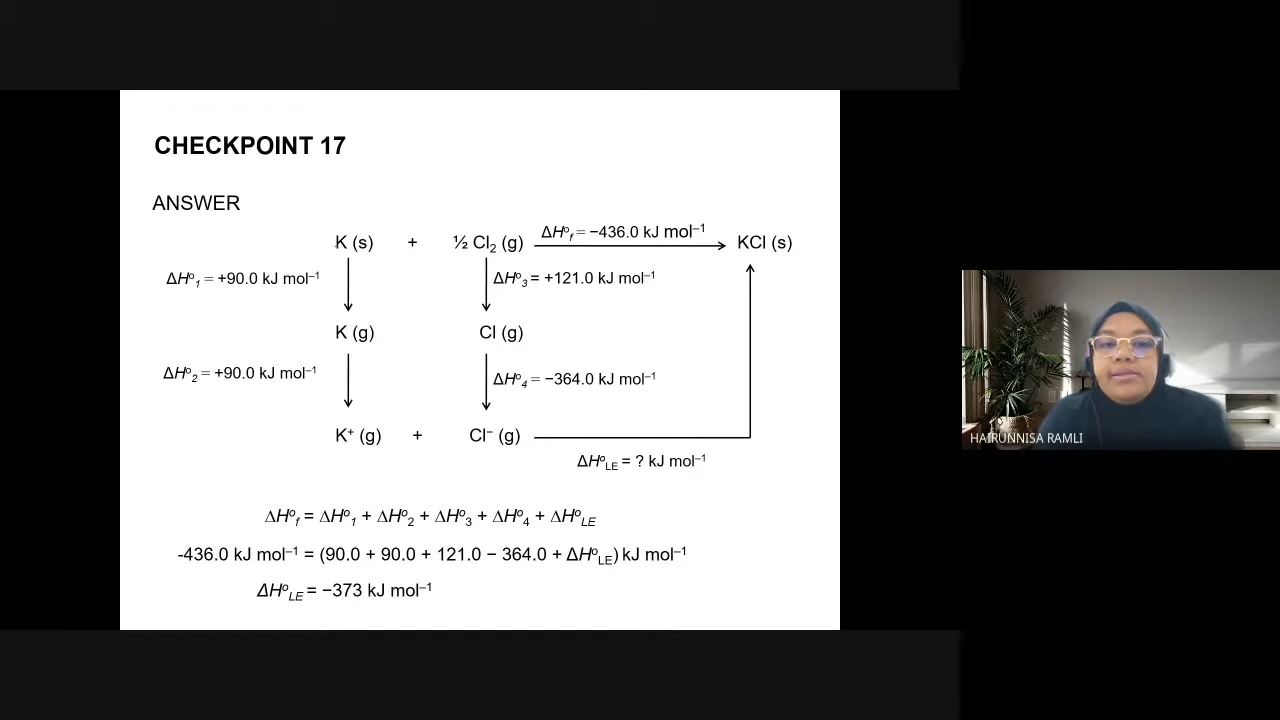 CHECKPOINT 17
ANSWER
ΔH°f = −436.0 kJ mol⁻¹
K (s) + ½ Cl₂ (g) KCl (s)
ΔH°₁ = +90.0 kJ mol⁻¹ ΔH°₃ = +121.0 kJ mol⁻¹
K (g) Cl (g)
ΔH°₂ = +90.0 kJ mol⁻¹ ΔH°₄ = −364.0 kJ mol⁻¹
K⁺ (g) + Cl⁻ (g)
ΔH°LE = ? kJ mol⁻¹
ΔH°f = ΔH°₁ + ΔH°₂ + ΔH°₃ + ΔH°₄ + ΔH°LE
-436.0 kJ mol⁻¹ = (90.0 + 90.0 + 121.0 − 364.0 + ΔH°LE) kJ mol⁻¹
ΔH°LE = −373 kJ mol⁻¹
HAIRUNNISA RAMLI